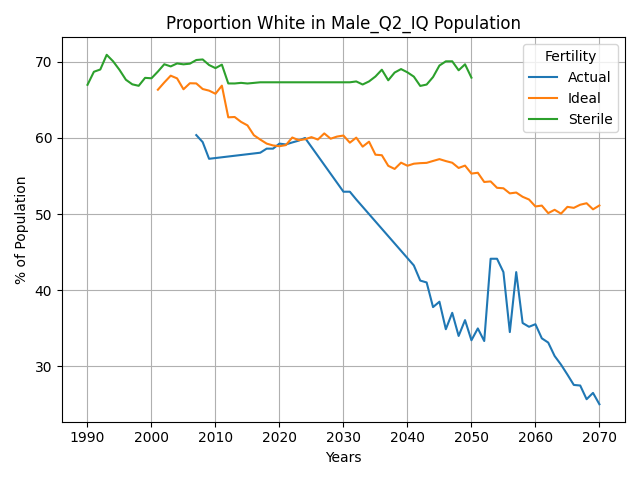 Proportion White in Male_Q2_IQ Population
% of Population
70
60
50
40
30
Fertility
Actual
Ideal
Sterile
1990 2000 2010 2020 2030 2040 2050 2060 2070
Years